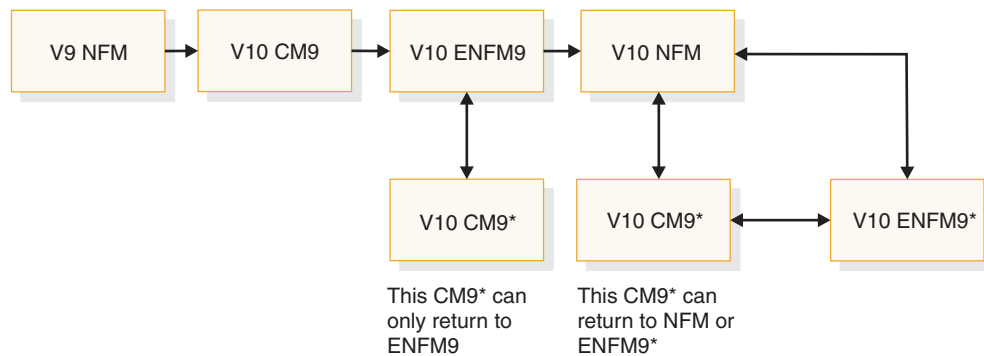 V9 NFM
V10 CM9
V10 ENFM9
V10 NFM
V10 CM9*
V10 CM9*
V10 ENFM9*
This CM9* can
only return to
ENFM9
This CM9* can
return to NFM or
ENFM9*